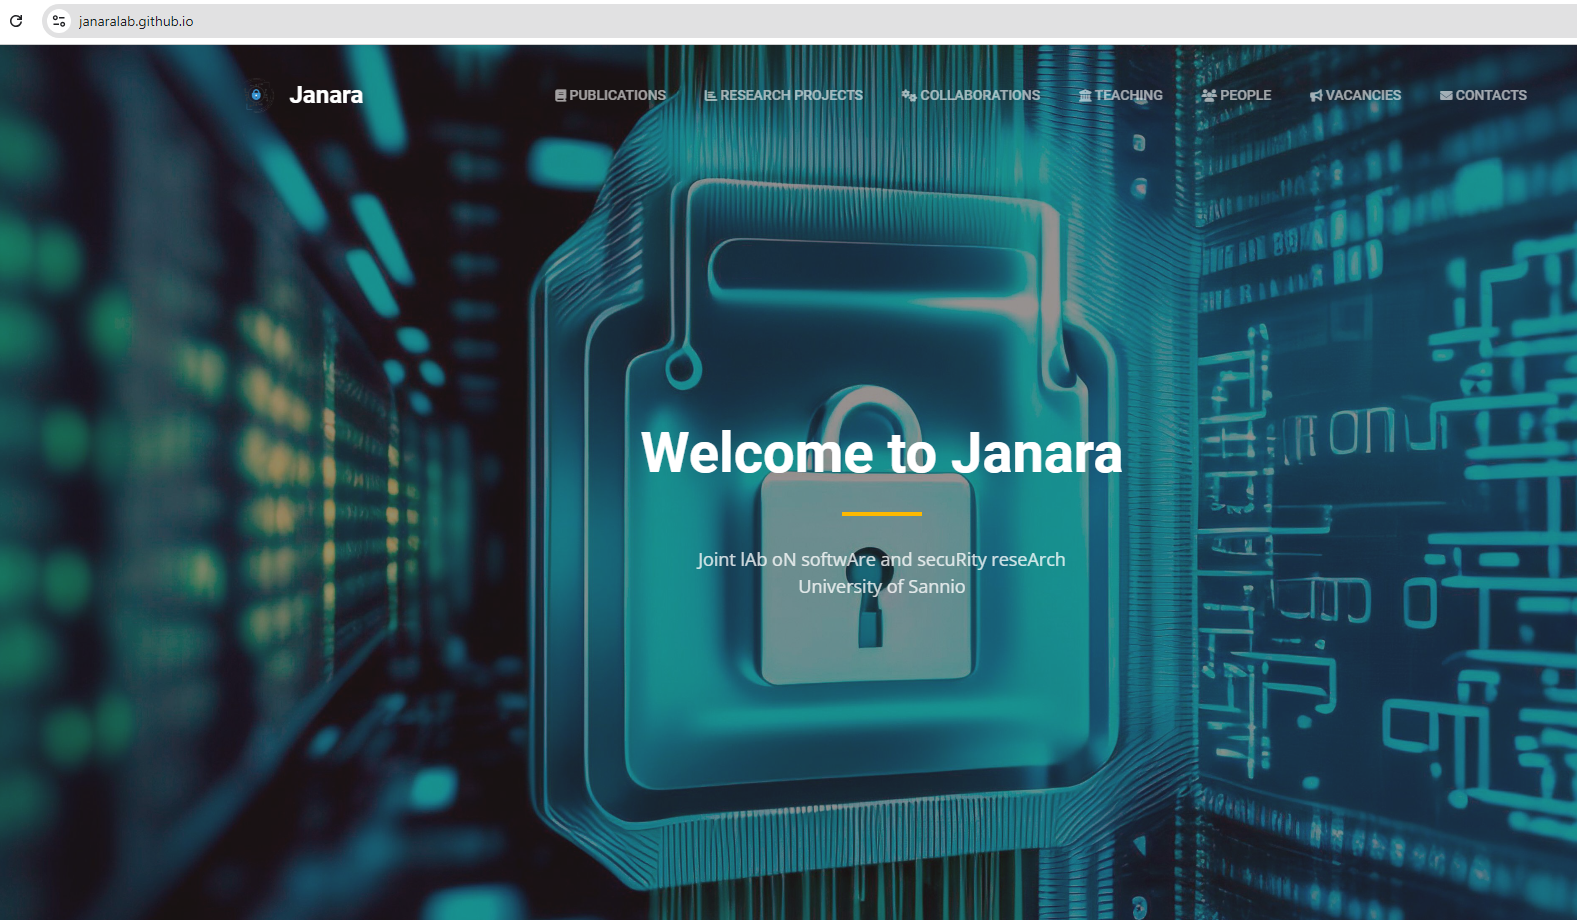 janaralab.github.io
Janara
PUBLICATIONS
RESEARCH PROJECTS
COLLABORATIONS
TEACHING
PEOPLE
VACANCIES
CONTACTS
Welcome to Janara
Joint lAb oN softwAre and secuRity reseArch
University of Sannio